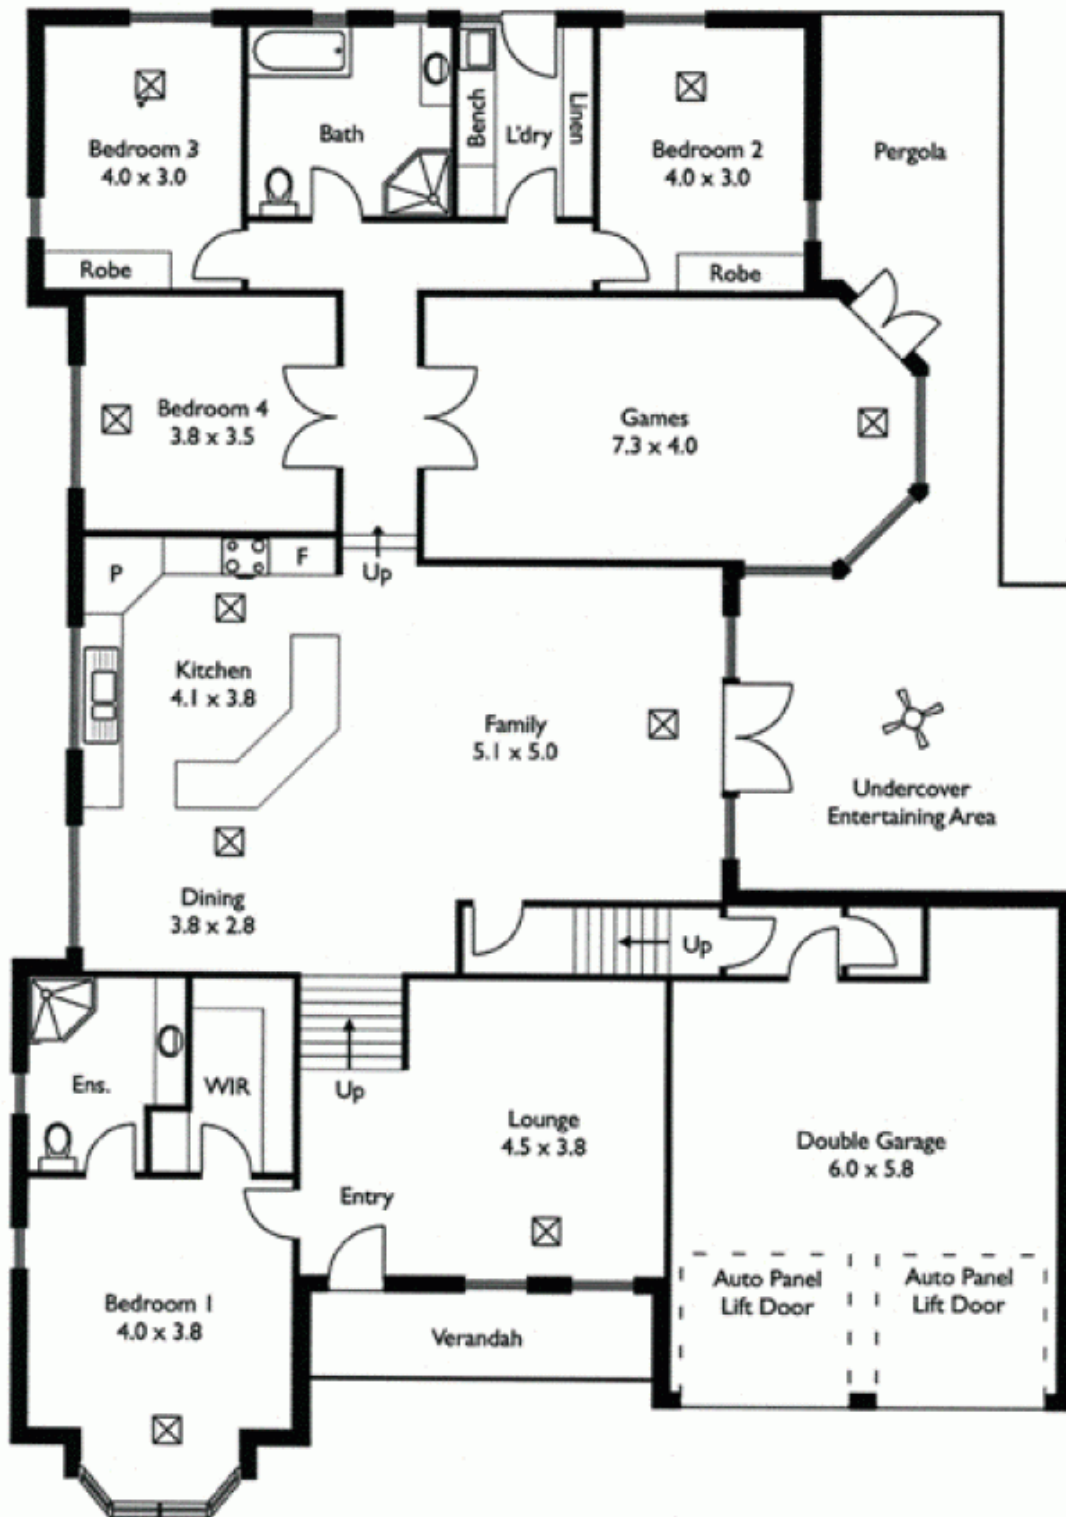 Bedroom 3
4.0 x 3.0
Robe
Bath
Bench
L'dry
Linen
Bedroom 2
4.0 x 3.0
Robe
Pergola
Bedroom 4
3.8 x 3.5
Games
7.3 x 4.0
Up
P
F
Kitchen
4.1 x 3.8
Family
5.1 x 5.0
Undercover
Entertaining Area
Dining
3.8 x 2.8
Up
Ens.
WIR
Up
Lounge
4.5 x 3.8
Double Garage
6.0 x 5.8
Entry
Bedroom 1
4.0 x 3.8
Verandah
Auto Panel
Lift Door
Auto Panel
Lift Door